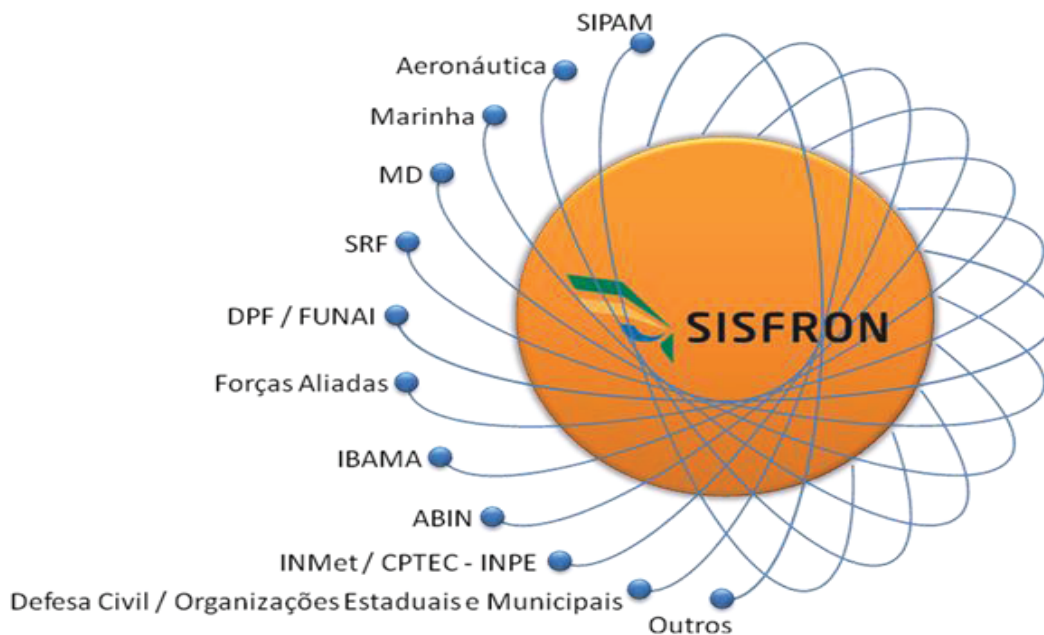 SIPAM
Aeronáutica
Marinha
MD
SRF
DPF / FUNAI
SISFRON
Forças Aliadas
IBAMA
ABIN
INMet / CPTEC - INPE
Defesa Civil / Organizações Estaduais e Municipais
Outros